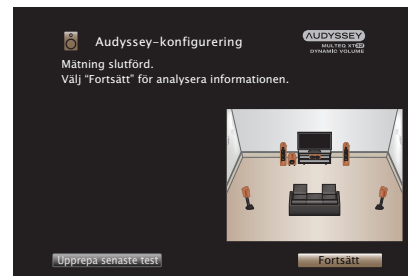 Audyssey-konfigurering
AUDYSSEY
MULTEQ XT32
DYNAMIC VOLUME
Mätning slutförd.
Välj “Fortsätt” för analysera informationen.
Upprepa senaste test
Fortsätt